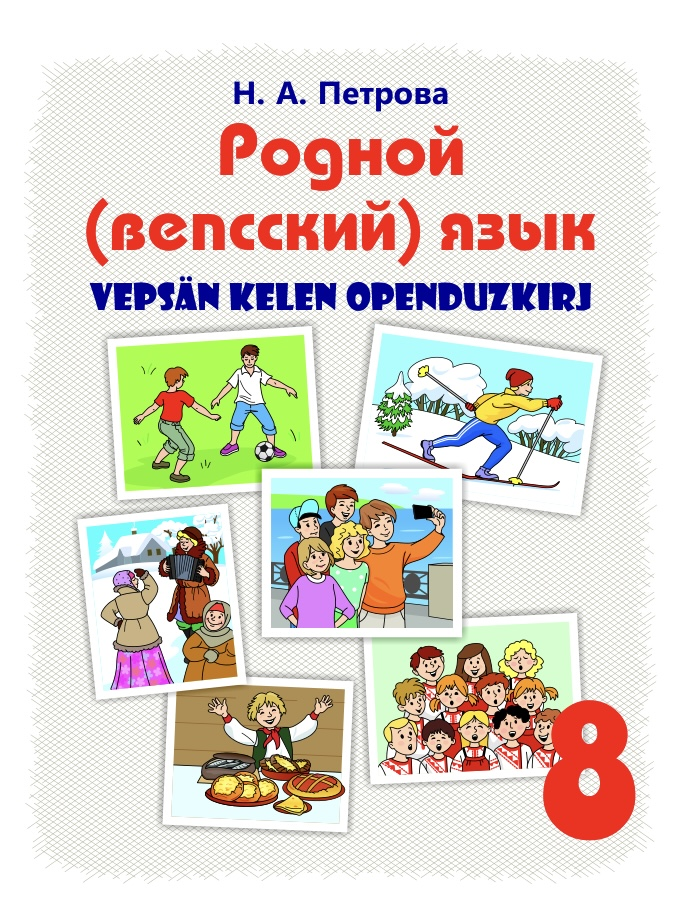 Н. А. Петрова
Родной
(вепсский) язык
VEPSÄN KELEN OPENDUZKIRJ
8